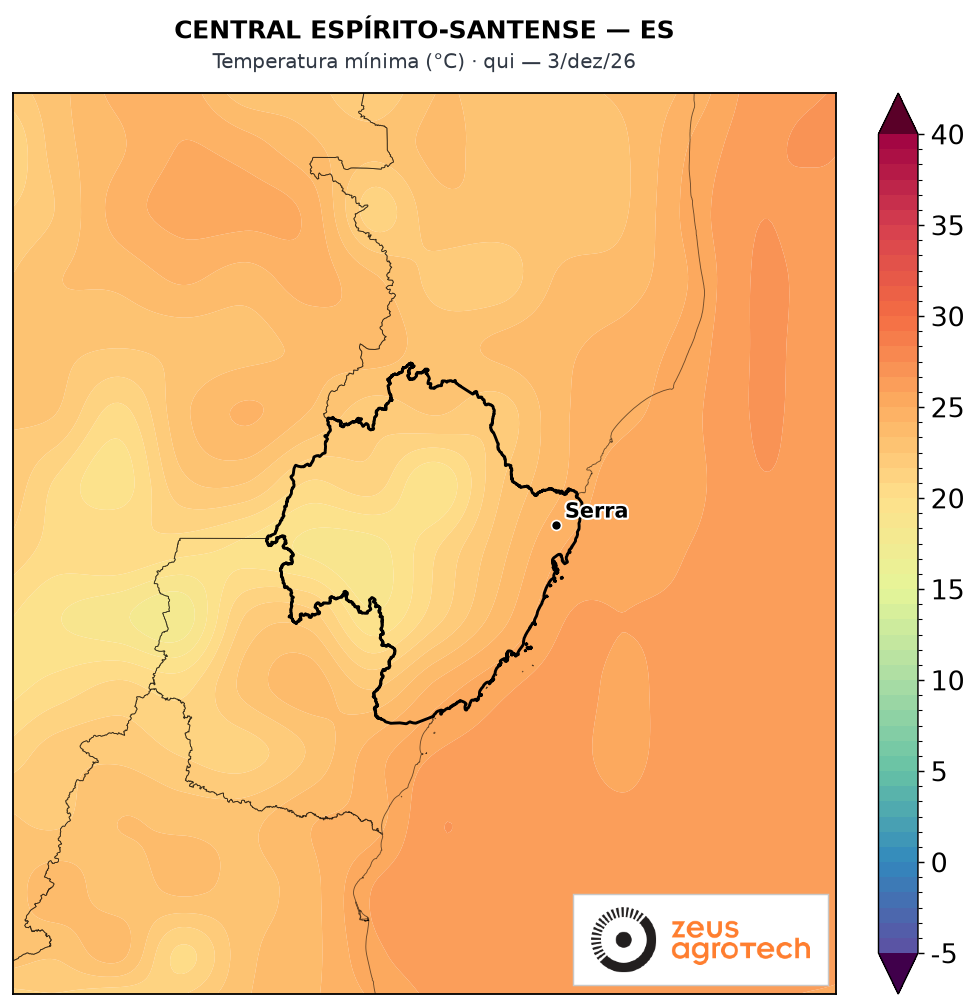 CENTRAL ESPÍRITO-SANTENSE — ES
Temperatura mínima (°C) · qui — 3/dez/26
40
35
30
25
20
15
10
5
0
-5
Serra
zeus
agrotech